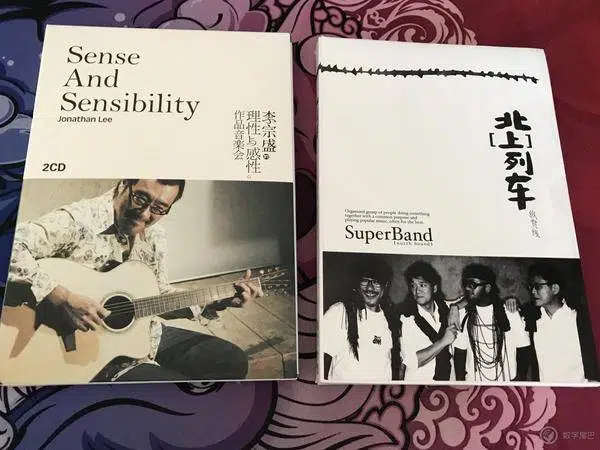 Sense
And
Sensibility
Jonathan Lee
李宗盛的
理性与感性。
作品音楽会
2CD
北
[上]
列车
纵贯线
Organized group of people doing something
together with a common purpose and
playing popular music, often for the best.
SuperBand
[north bound]
数字尾巴